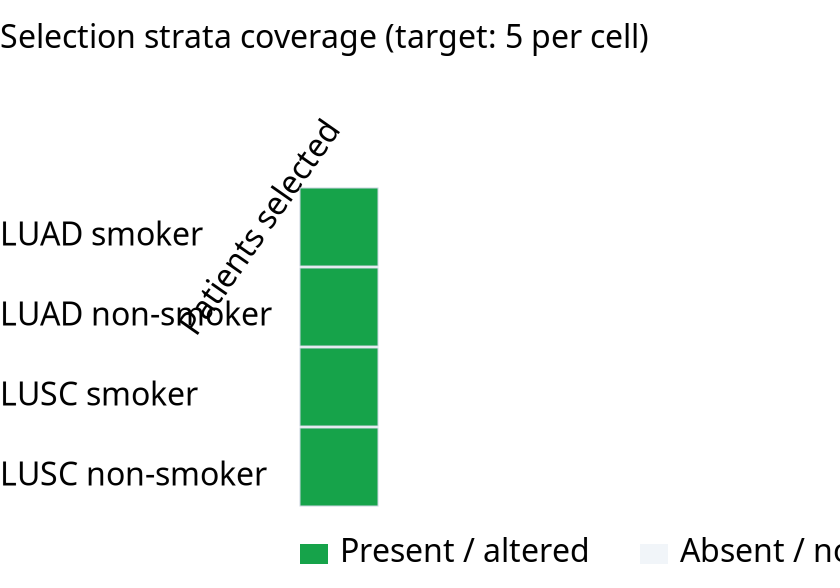 Selection strata coverage (target: 5 per cell)
Patients selected
LUAD smoker
LUAD non-smoker
LUSC smoker
LUSC non-smoker
Present / altered
Absent / no